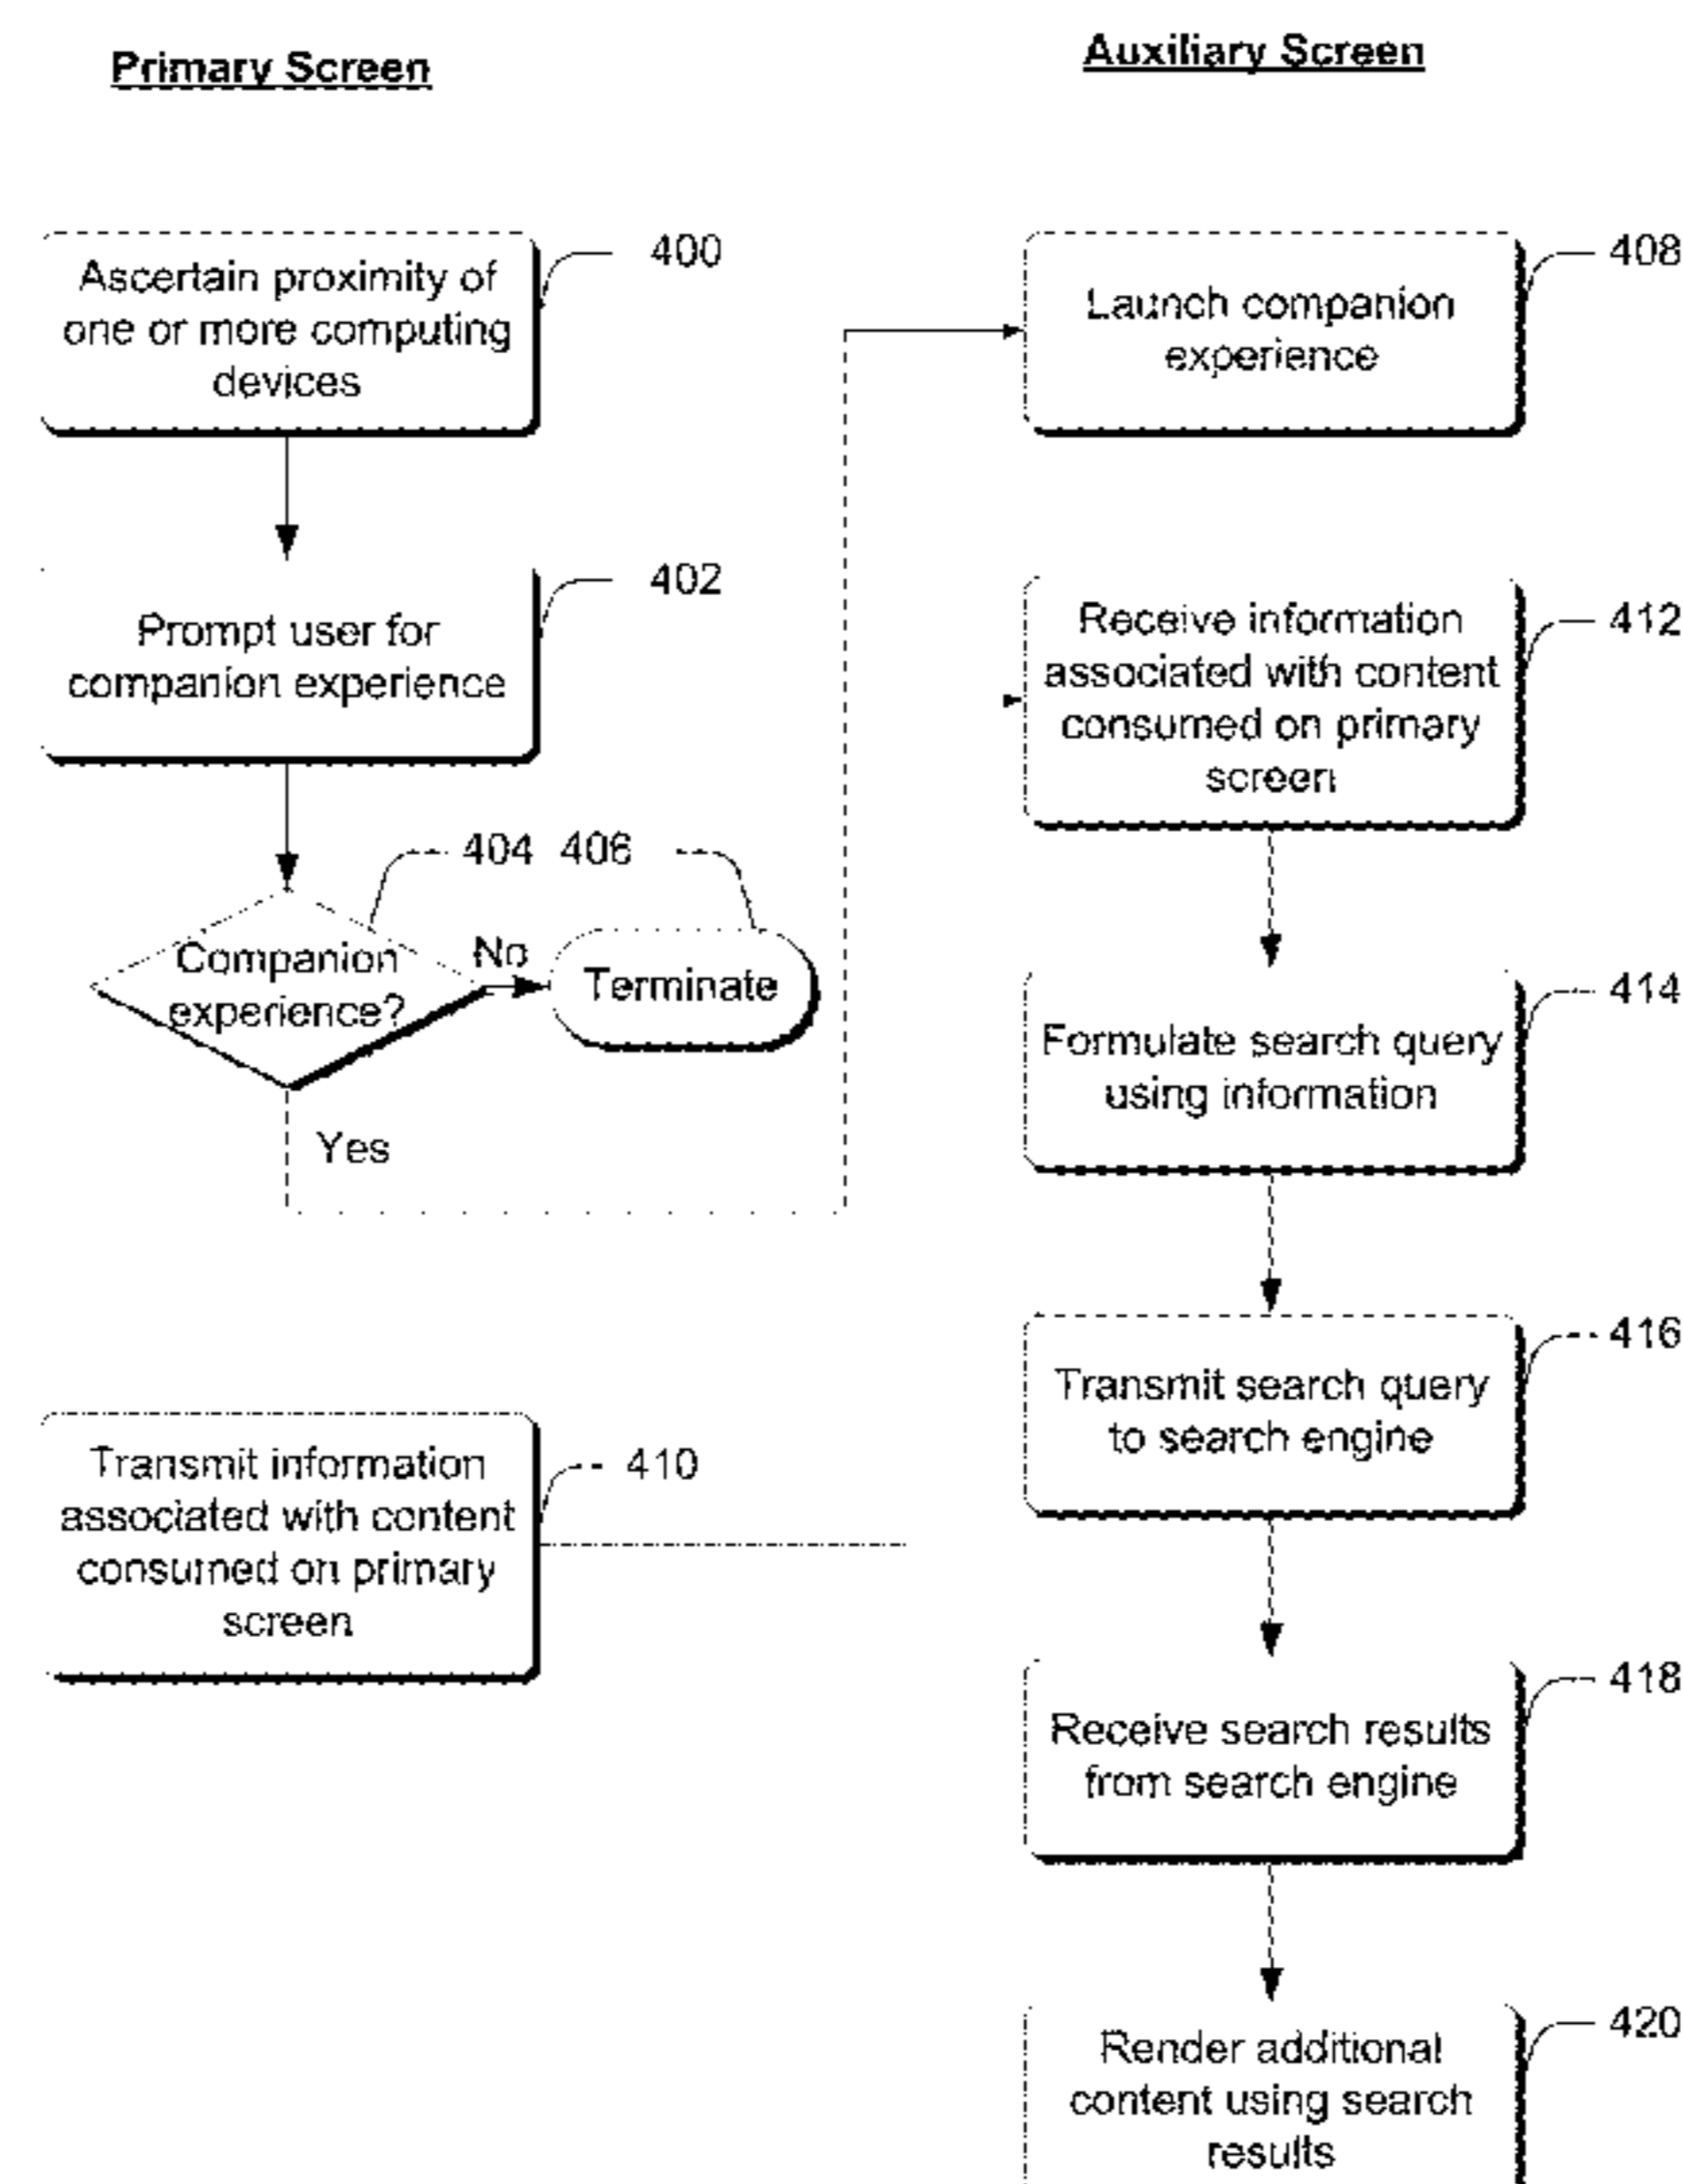 Primary Screen
Ascertain proximity of
one or more computing
devices
400
Prompt user for
companion experience
402
404 406
Companion
experience?
No
Terminate
Yes
Transmit information
associated with content
consumed on primary
screen
410
Auxiliary Screen
Launch companion
experience
408
Receive information
associated with content
consumed on primary
screen
412
Formulate search query
using information
414
Transmit search query
to search engine
416
Receive search results
from search engine
418
Render additional
content using search
results
420